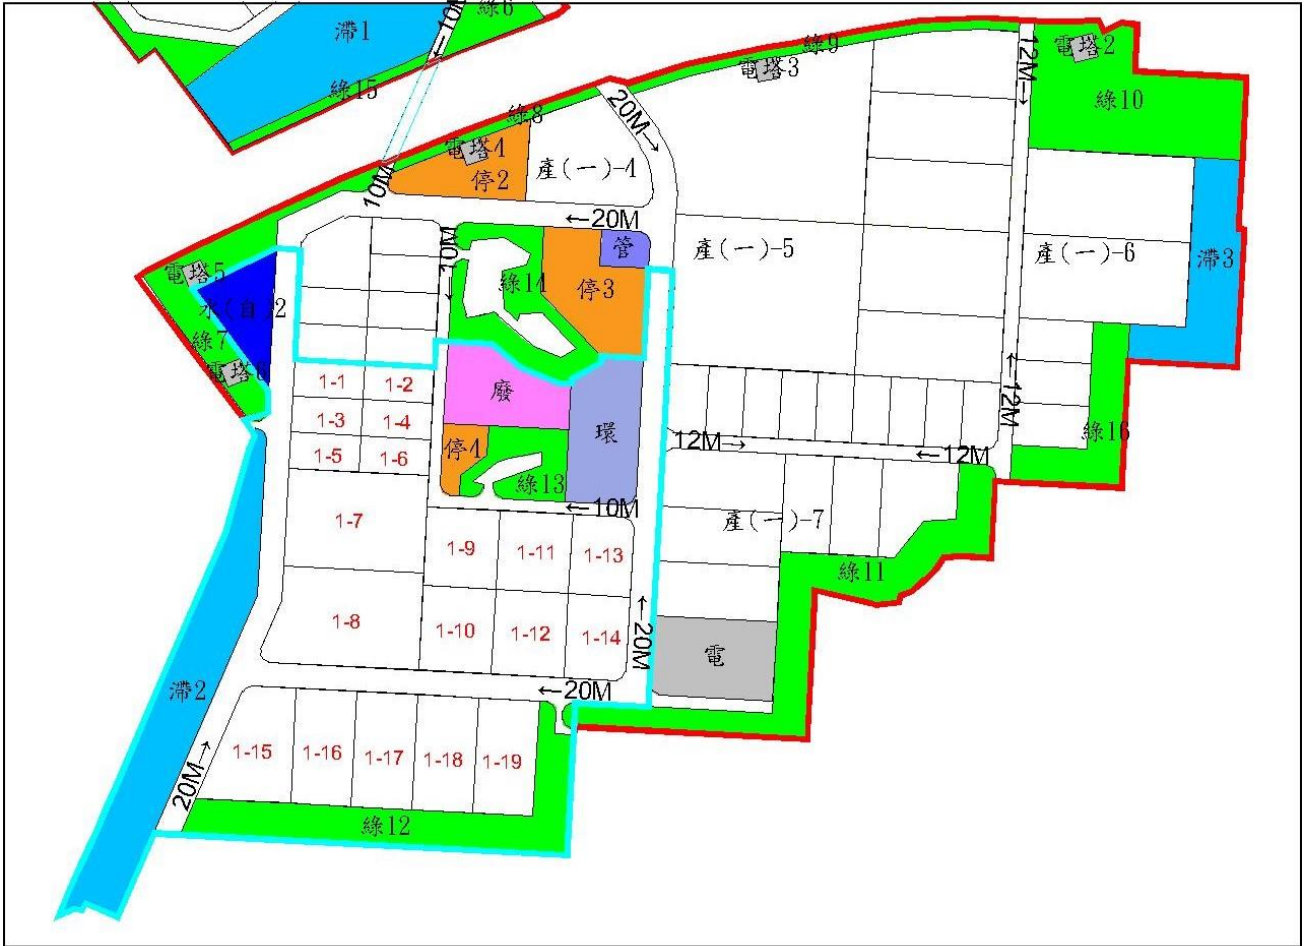 綠6
←10M
滯1
電塔2
12M→
綠9
電塔3
綠15
20M→
綠10
綠8
電塔4
停2
產(一)-4
10M
←20M
10M→
管
產(一)-5
產(一)-6
滯3
電塔5
綠14
停3
水(自)2
綠7
電塔6
1-1
1-2
廢
←12M
1-3
1-4
停4
環
綠16
12M→
←12M
1-5
1-6
綠13
←10M
1-7
產(一)-7
1-9
1-11
1-13
綠11
1-8
1-10
1-12
1-14
←20M
電
滯2
←20M
20M→
1-15
1-16
1-17
1-18
1-19
綠12